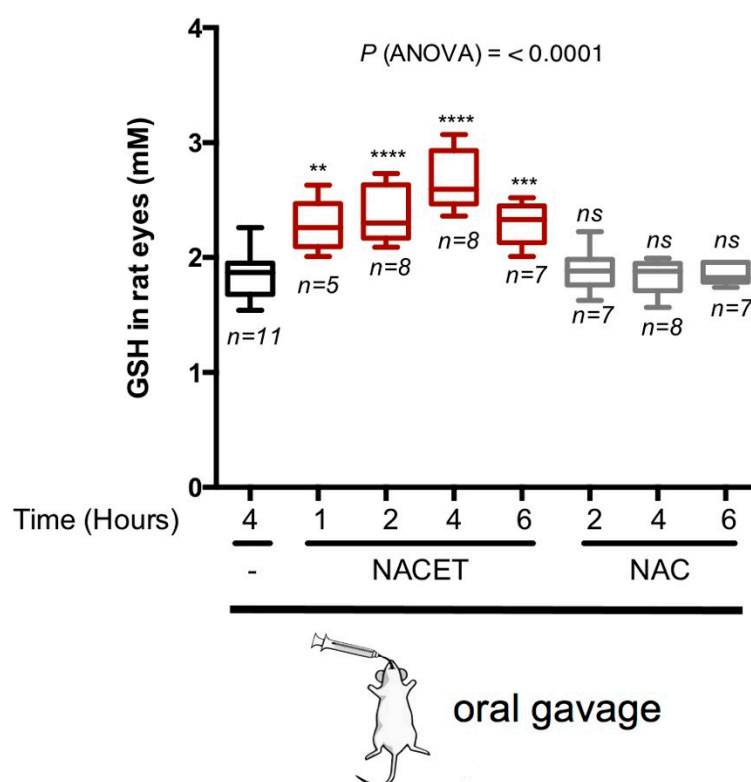 4
P (ANOVA) = < 0.0001
**
****
****
***
3
ns
ns
ns
2
n=11
n=5
n=8
n=8
n=7
n=7
n=8
n=7
1
0
GSH in rat eyes (mM)
Time (Hours) 4 1 2 4 6 2 4 6
- NACET NAC
oral gavage